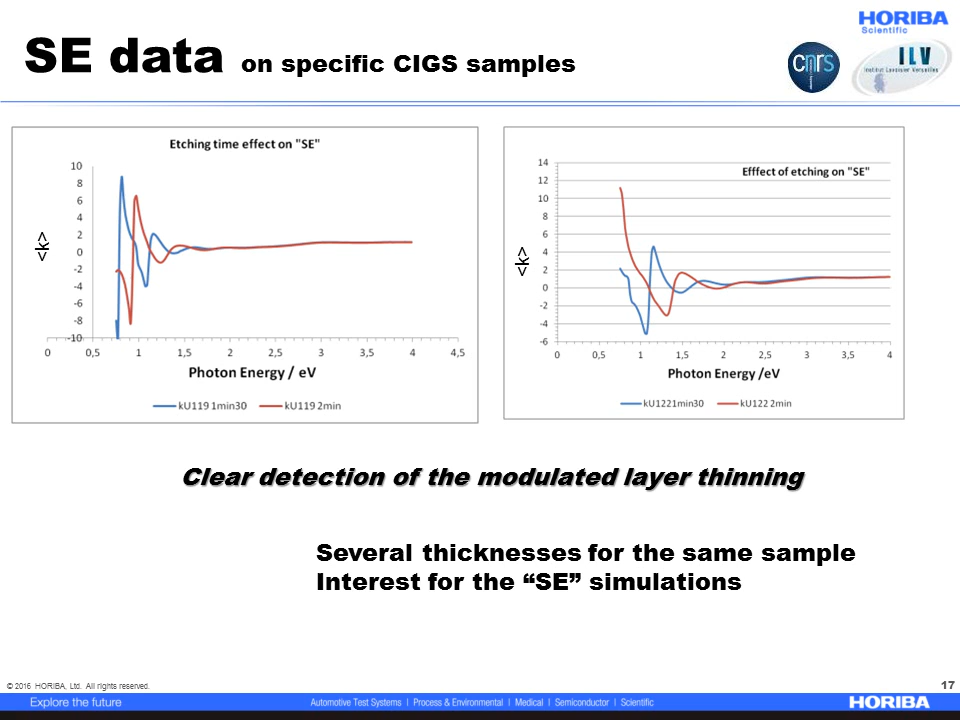 HORIBA
Scientific
SE data on specific CIGS samples
cnrs
ILV
Institut Lavoisier Versailles
Etching time effect on "SE"
<k>
10
8
6
4
2
0
-2
-4
-6
-8
-10
0 0,5 1 1,5 2 2,5 3 3,5 4 4,5
Photon Energy / eV
kU119 1min30 kU119 2min
Efffect of etching on "SE"
<k>
14
12
10
8
6
4
2
0
-2
-4
-6
0 0,5 1 1,5 2 2,5 3 3,5 4
Photon Energy /eV
kU1221min30 kU122 2min
Clear detection of the modulated layer thinning
Several thicknesses for the same sample
Interest for the “SE” simulations
© 2016 HORIBA, Ltd. All rights reserved.
17
Explore the future
Automotive Test Systems | Process & Environmental | Medical | Semiconductor | Scientific
HORIBA